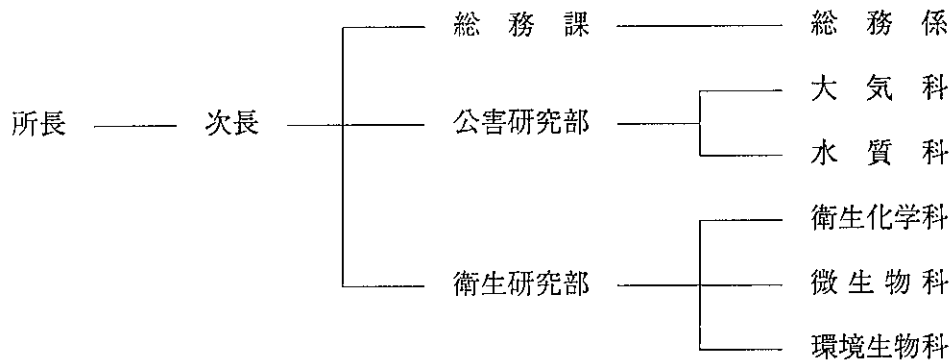 総務課 総務係
大気科
所長 次長 公害研究部
水質科
衛生化学科
衛生研究部 微生物科
環境生物科